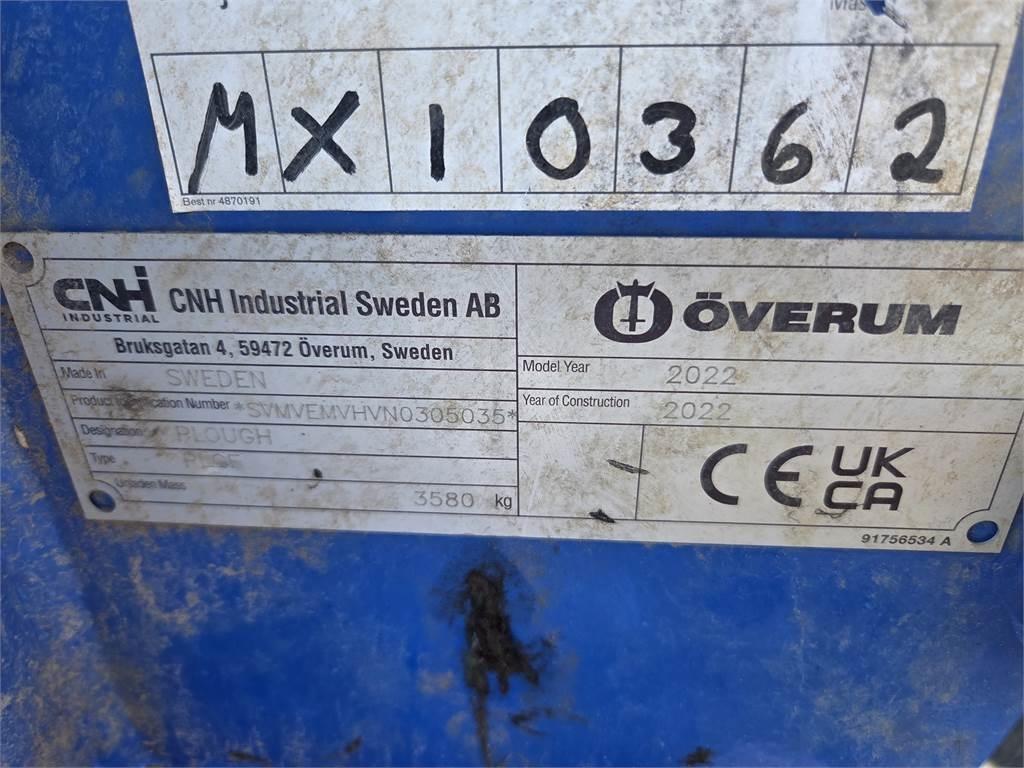 Mas
MX10362
Best nr 4870191
CNH INDUSTRIAL
CNH Industrial Sweden AB
Bruksgatan 4, 59472 Överum, Sweden
Made In SWEDEN
Product Identification Number *SVMVEMVHVN0305035*
Designation PLOUGH
Type
Unladen Mass 3580 kg
ÖVERUM
Model Year 2022
Year of Construction 2022
CE UK CA
91756534 A